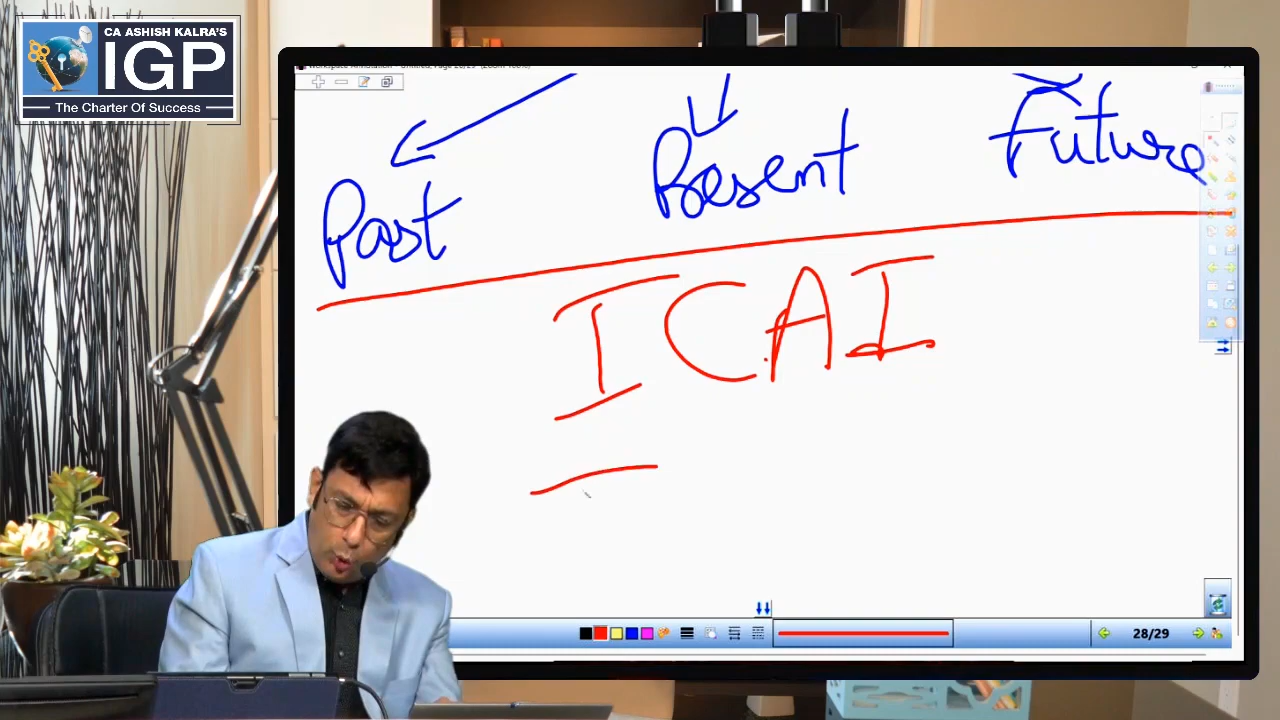 CA ASHISH KALRA'S
IGP
The Charter Of Success
Past Present Future
ICAI
28/29